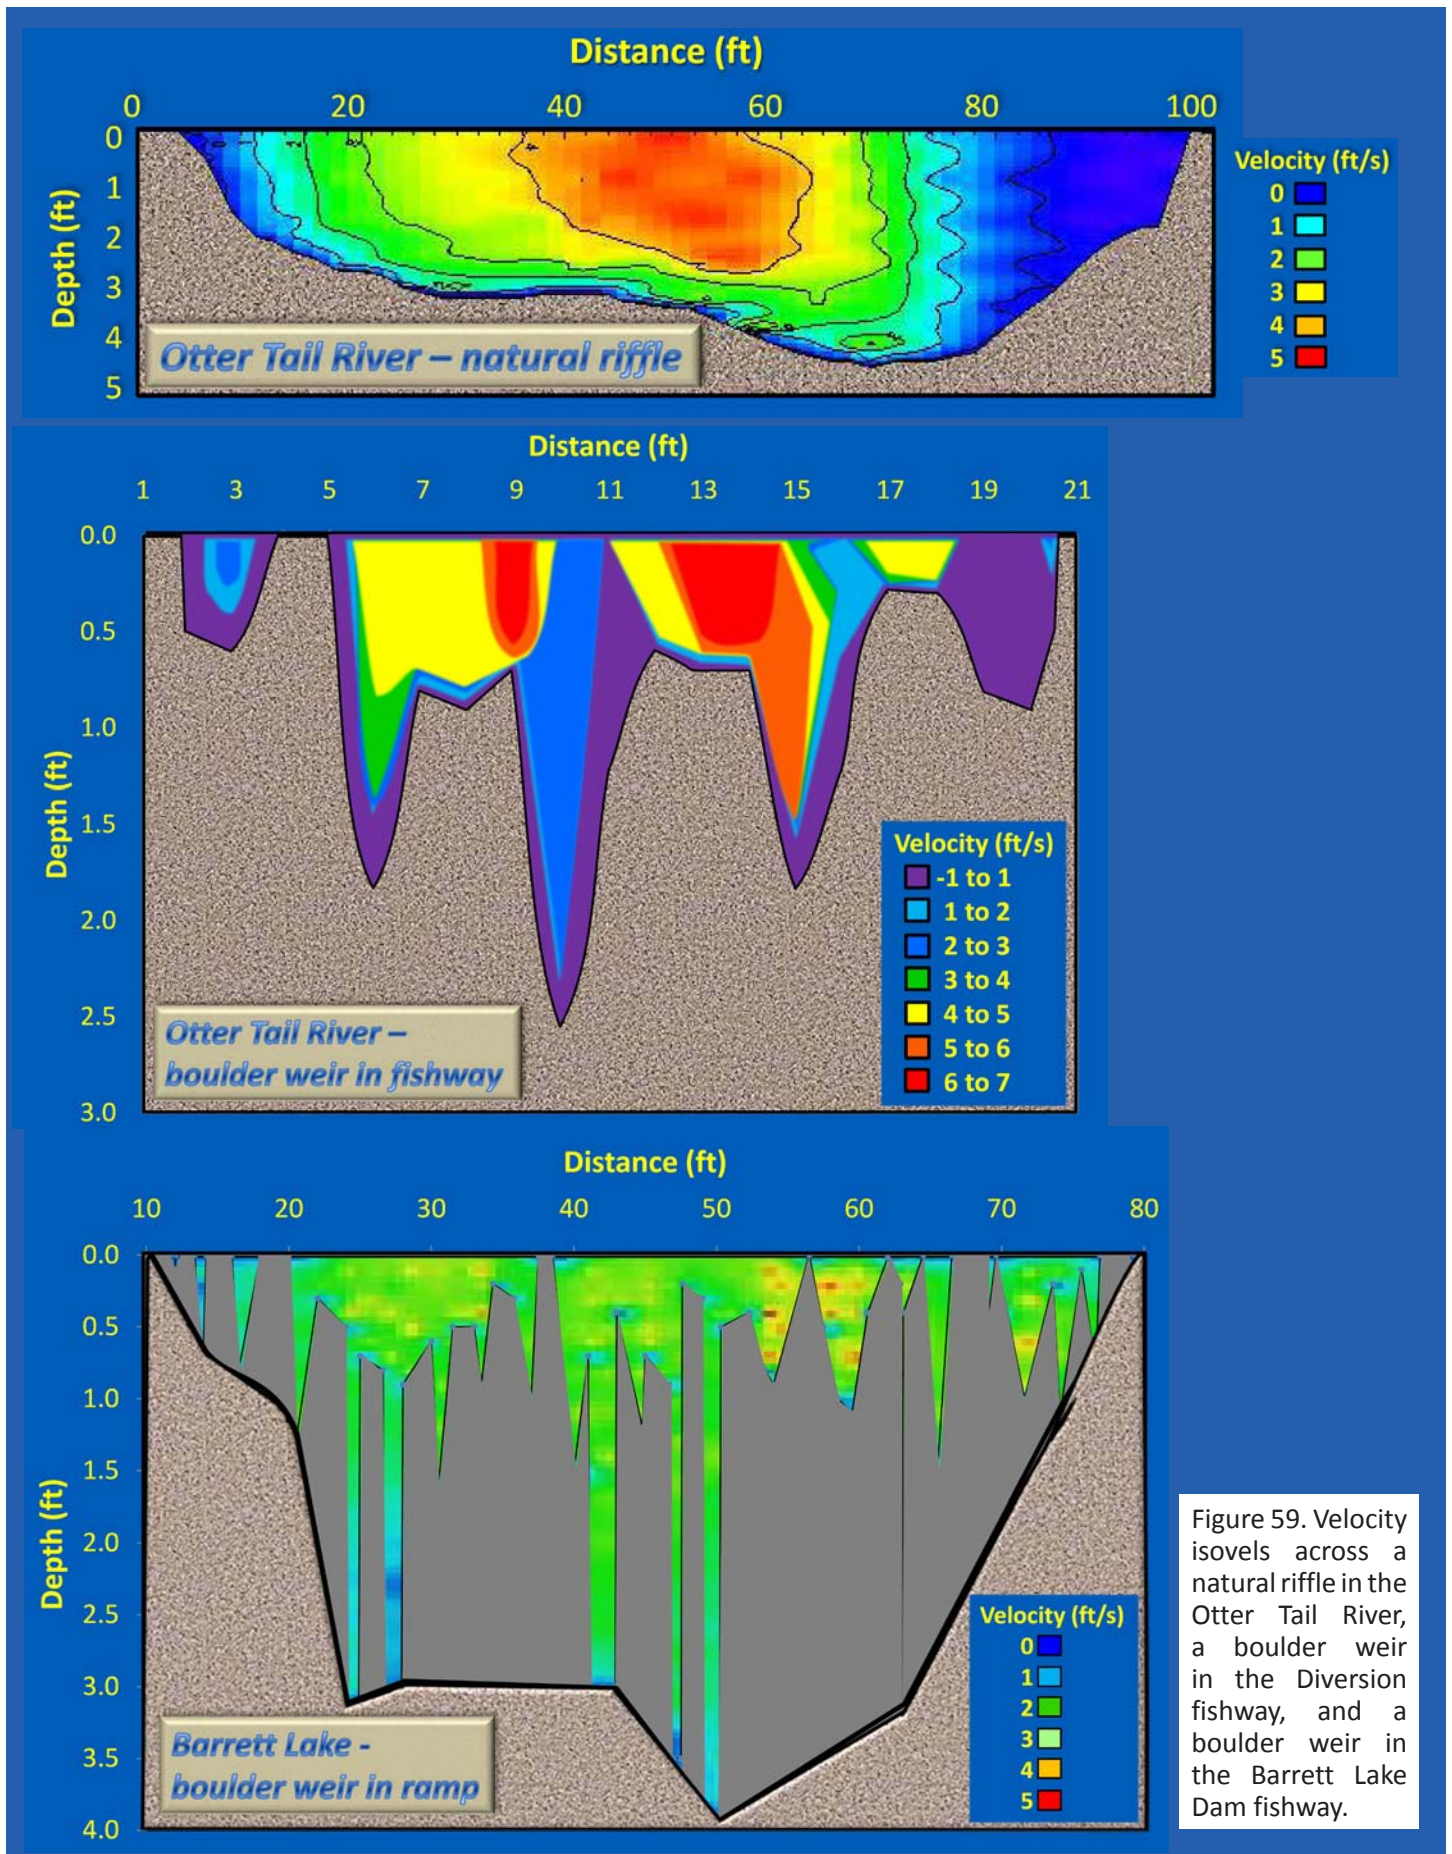 Distance (ft)
0 20 40 60 80 100
0
1
2
3
4
5
Depth (ft)
Velocity (ft/s)
0
1
2
3
4
5
Otter Tail River – natural riffle
Distance (ft)
1 3 5 7 9 11 13 15 17 19 21
0.0
0.5
1.0
1.5
2.0
2.5
3.0
Depth (ft)
Velocity (ft/s)
-1 to 1
1 to 2
2 to 3
3 to 4
4 to 5
5 to 6
6 to 7
Otter Tail River –
boulder weir in fishway
Distance (ft)
10 20 30 40 50 60 70 80
0.0
0.5
1.0
1.5
2.0
2.5
3.0
3.5
4.0
Depth (ft)
Velocity (ft/s)
0
1
2
3
4
5
Barrett Lake -
boulder weir in ramp
Figure 59. Velocity
isovels across a
natural riffle in the
Otter Tail River,
a boulder weir
in the Diversion
fishway, and a
boulder weir in
the Barrett Lake
Dam fishway.